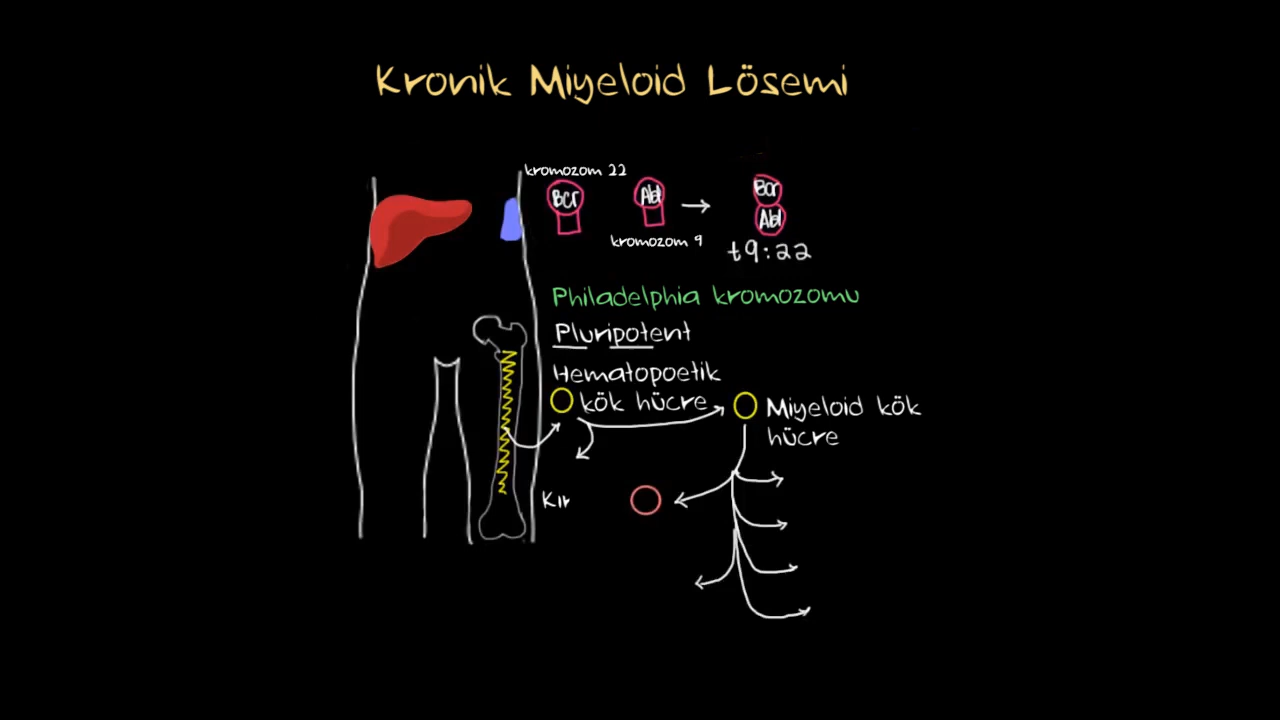 Kronik Miyeloid Lösemi
kromozom 22
Bcr
Abl
Bcr
Abl
kromozom 9
t9:22
Philadelphia kromozomu
Pluripotent
Hematopoetik
kök hücre
Miyeloid kök
hücre
Kır